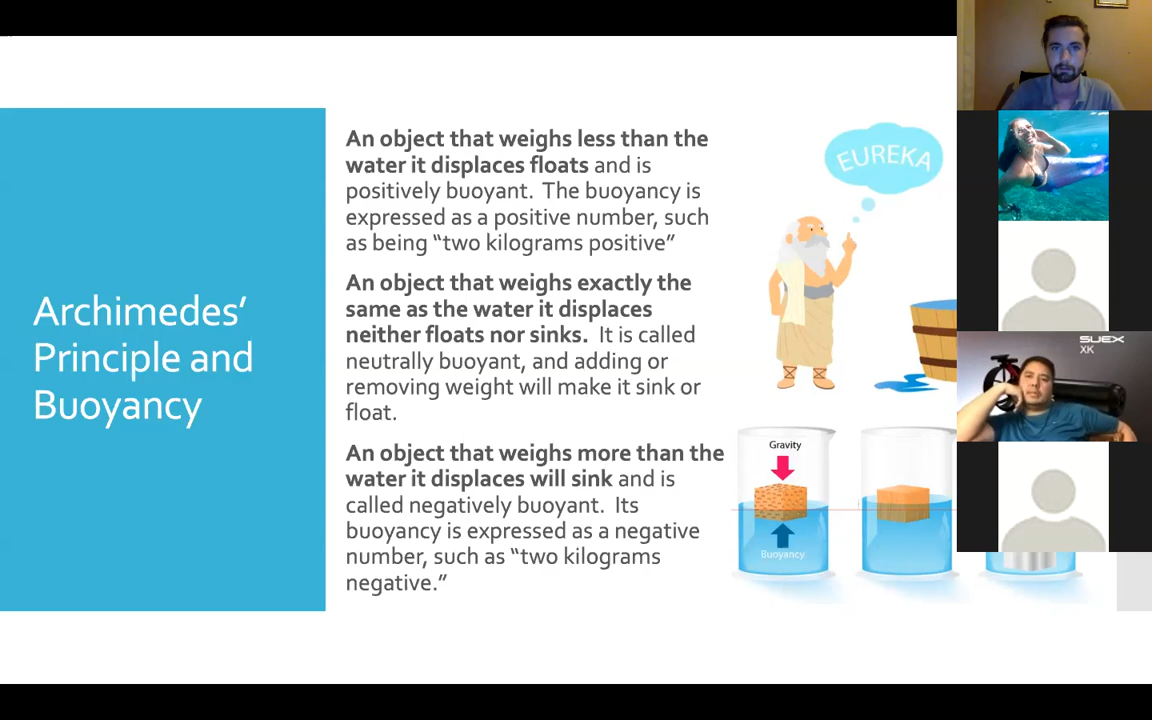 Archimedes’
Principle and
Buoyancy
An object that weighs less than the
water it displaces floats and is
positively buoyant.  The buoyancy is
expressed as a positive number, such
as being “two kilograms positive”
An object that weighs exactly the
same as the water it displaces
neither floats nor sinks.  It is called
neutrally buoyant, and adding or
removing weight will make it sink or
float.
An object that weighs more than the
water it displaces will sink and is
called negatively buoyant.  Its
buoyancy is expressed as a negative
number, such as “two kilograms
negative.”
EUREKA
Gravity
Buoyancy
SUEX
XK